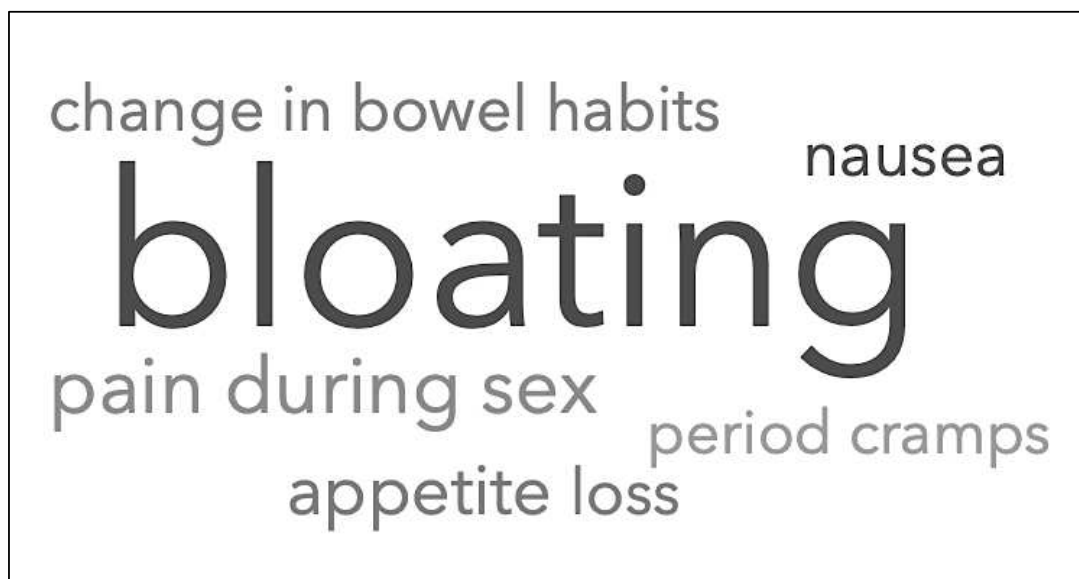 change in bowel habits
nausea
bloating
pain during sex
period cramps
appetite loss